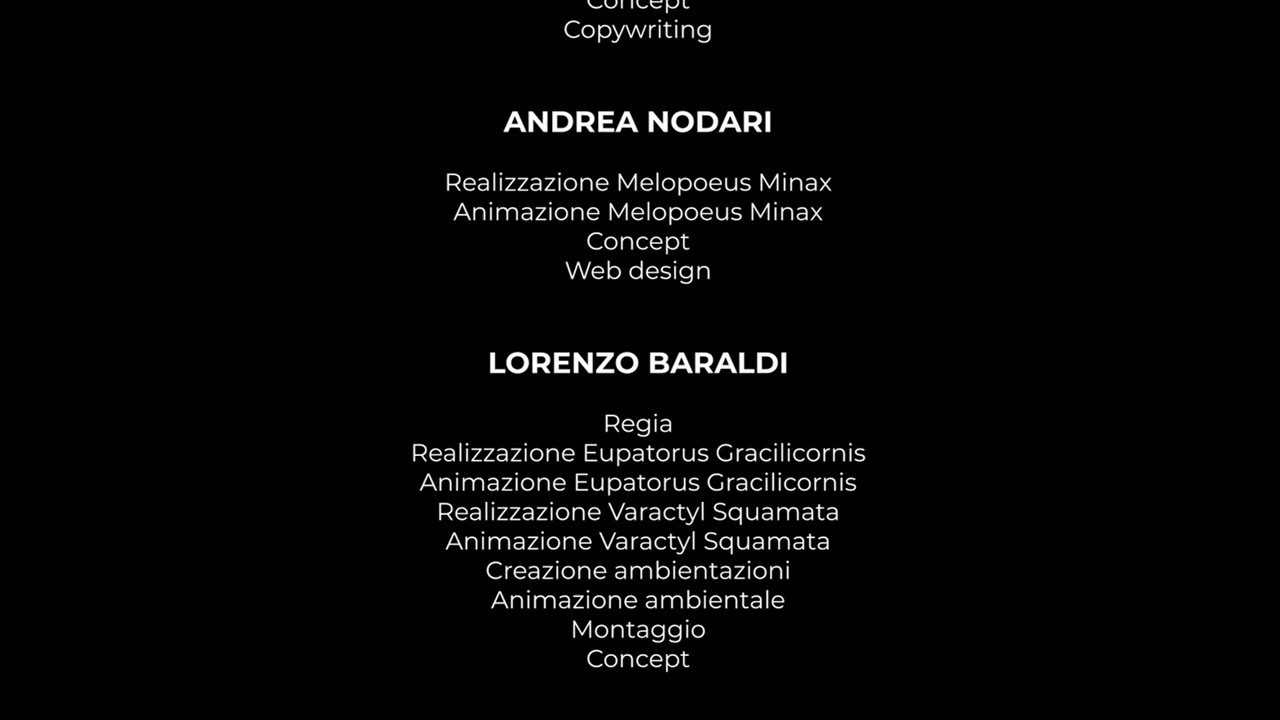 Concept
Copywriting
ANDREA NODARI
Realizzazione Melopoeus Minax
Animazione Melopoeus Minax
Concept
Web design
LORENZO BARALDI
Regia
Realizzazione Eupatorus Gracilicornis
Animazione Eupatorus Gracilicornis
Realizzazione Varactyl Squamata
Animazione Varactyl Squamata
Creazione ambientazioni
Animazione ambientale
Montaggio
Concept